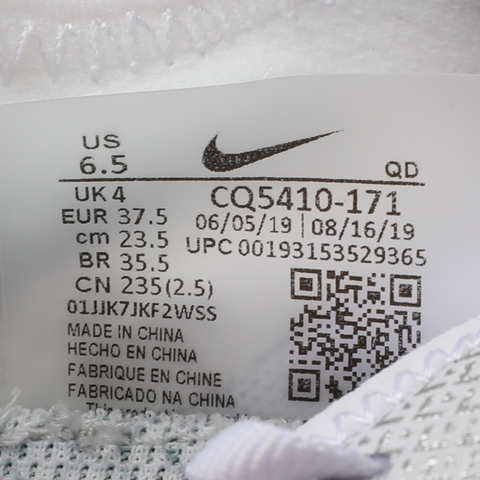 US
6.5
QD
UK 4
CQ5410-171
EUR 37.5
06/05/19 | 08/16/19
cm 23.5
UPC 00193153529365
BR 35.5
CN 235(2.5)
01JJK7JKF2WSS
MADE IN CHINA
HECHO EN CHINA
FABRIQUE EN CHINE
FABRICADO NA CHINA
This